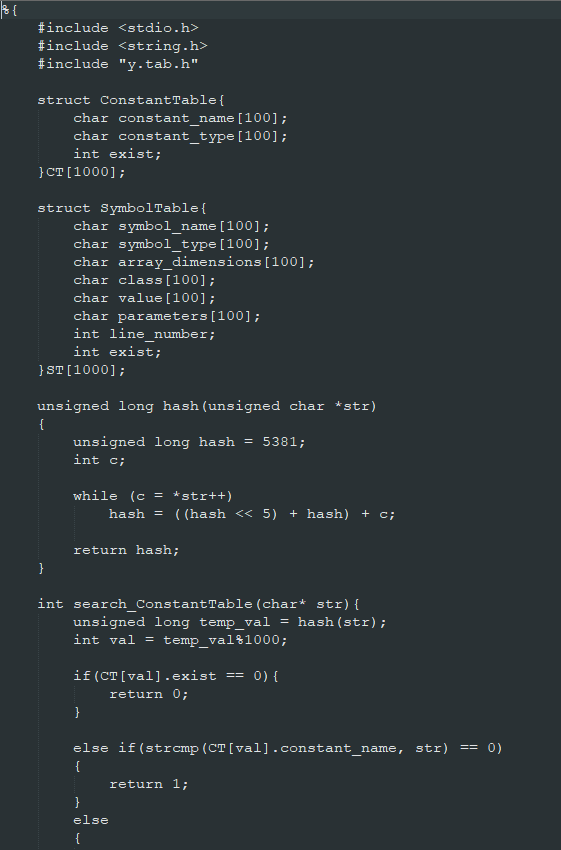 %{
    #include <stdio.h>
    #include <string.h>
    #include "y.tab.h"

    struct ConstantTable{
        char constant_name[100];
        char constant_type[100];
        int exist;
    }CT[1000];

    struct SymbolTable{
        char symbol_name[100];
        char symbol_type[100];
        char array_dimensions[100];
        char class[100];
        char value[100];
        char parameters[100];
        int line_number;
        int exist;
    }ST[1000];

    unsigned long hash(unsigned char *str)
    {
        unsigned long hash = 5381;
        int c;

        while (c = *str++)
            hash = ((hash << 5) + hash) + c;

        return hash;
    }

    int search_ConstantTable(char* str){
        unsigned long temp_val = hash(str);
        int val = temp_val%1000;

        if(CT[val].exist == 0){
            return 0;
        }

        else if(strcmp(CT[val].constant_name, str) == 0)
        {
            return 1;
        }
        else
        {